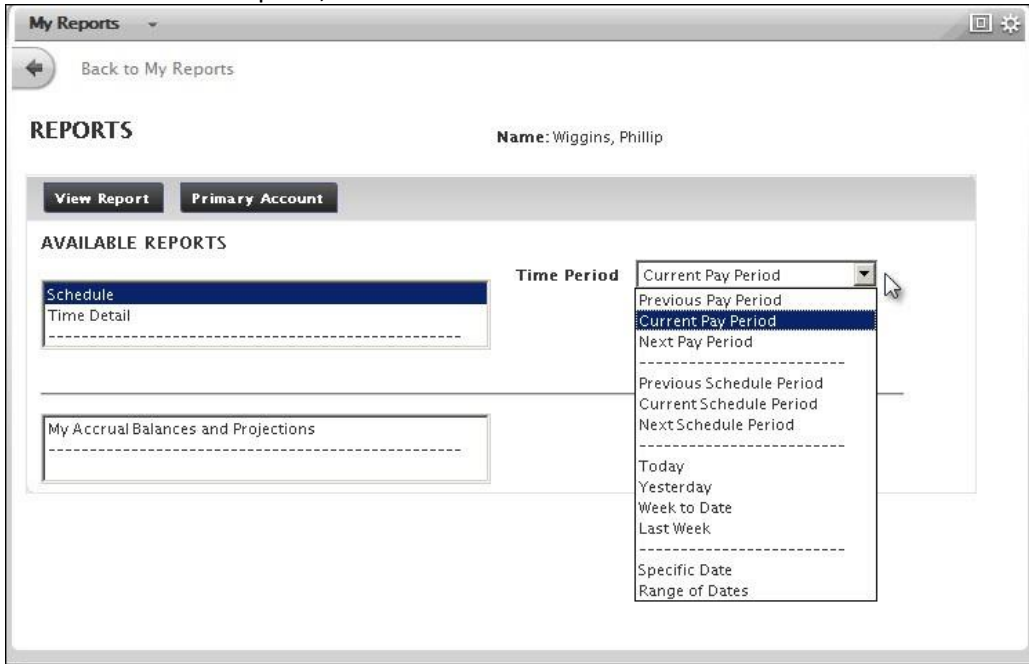 My Reports
Back to My Reports
REPORTS
Name: Wiggins, Phillip
View Report
Primary Account
AVAILABLE REPORTS
Schedule
Time Detail
--------------------------------------------------
My Accrual Balances and Projections
--------------------------------------------------
Time Period
Current Pay Period
Previous Pay Period
Current Pay Period
Next Pay Period
-------------------------
Previous Schedule Period
Current Schedule Period
Next Schedule Period
-------------------------
Today
Yesterday
Week to Date
Last Week
-------------------------
Specific Date
Range of Dates